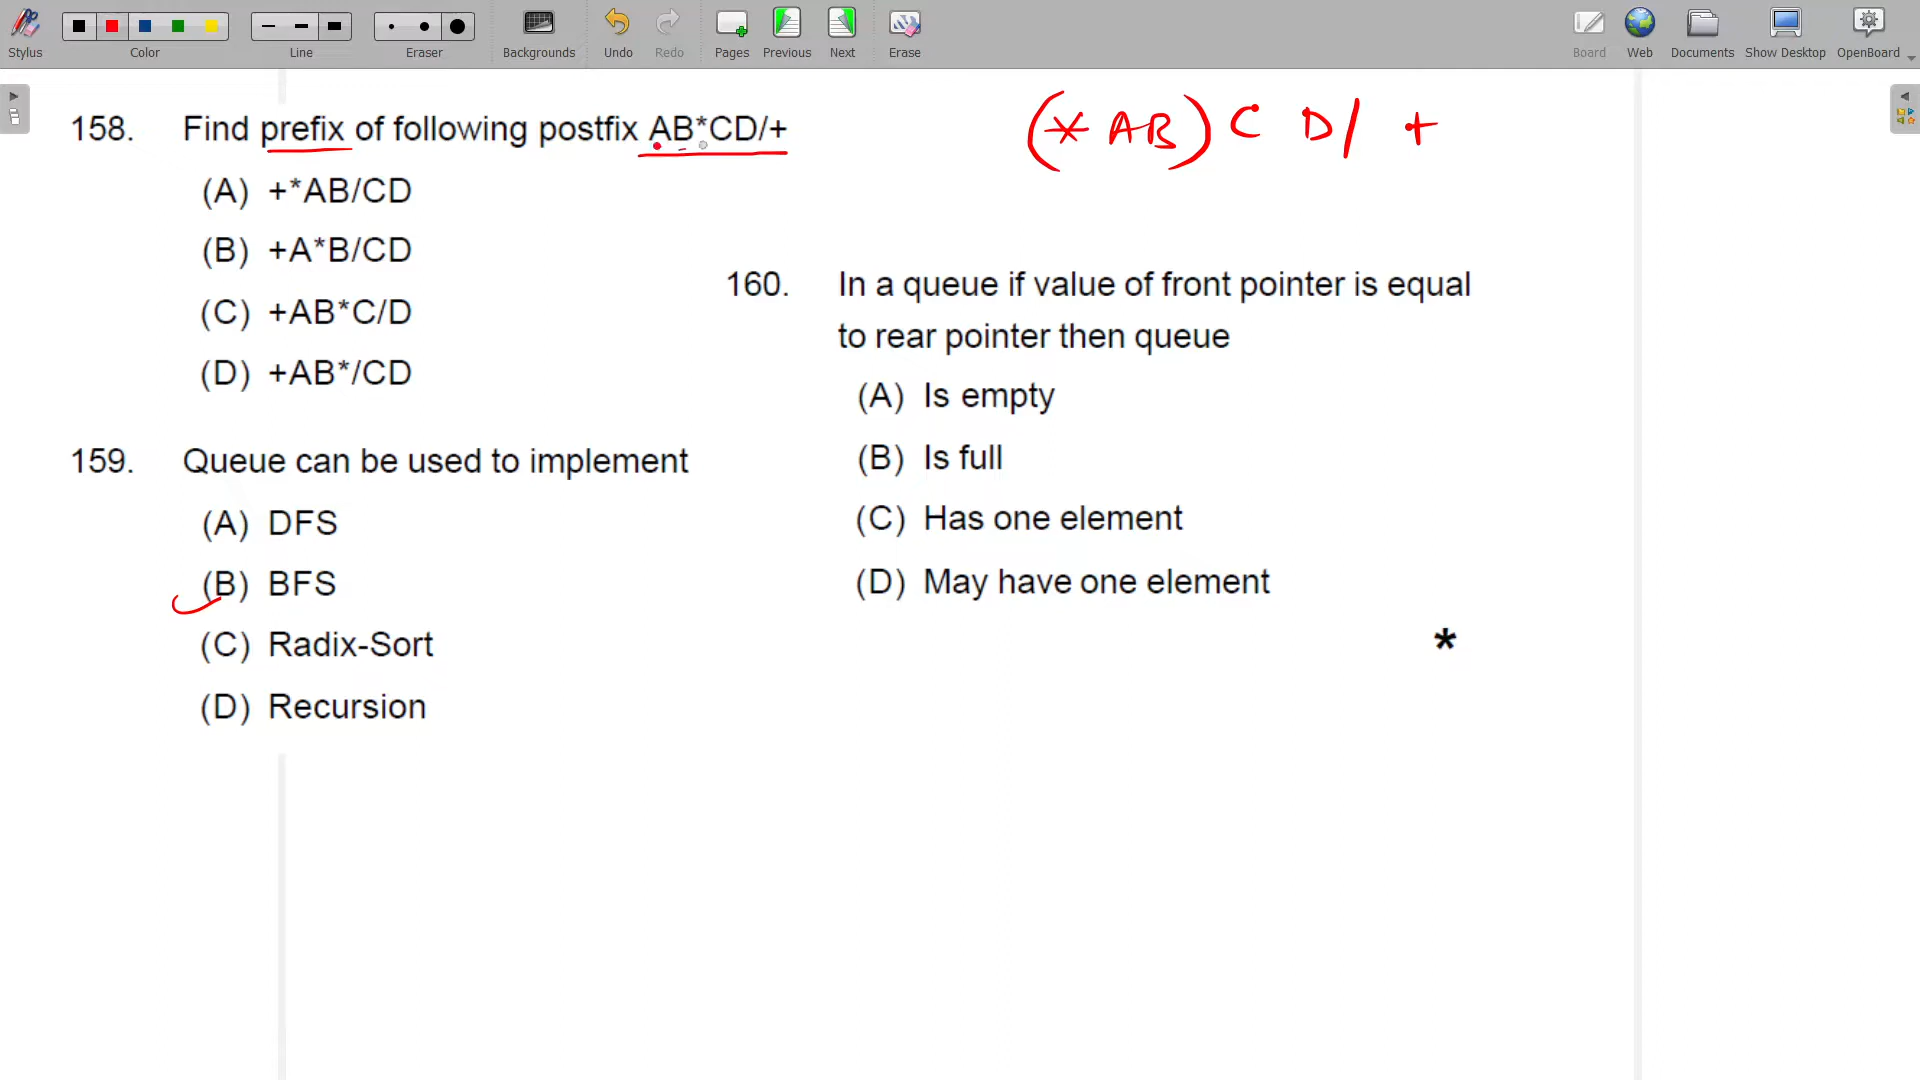 Stylus Color Line Eraser Backgrounds Undo Redo Pages Previous Next Erase Board Web Documents Show Desktop OpenBoard
158. Find prefix of following postfix AB*CD/+
(A) +*AB/CD
(B) +A*B/CD
(C) +AB*C/D
(D) +AB*/CD
159. Queue can be used to implement
(A) DFS
(B) BFS
(C) Radix-Sort
(D) Recursion
(*AB) C D/ +
160. In a queue if value of front pointer is equal
to rear pointer then queue
(A) Is empty
(B) Is full
(C) Has one element
(D) May have one element
*